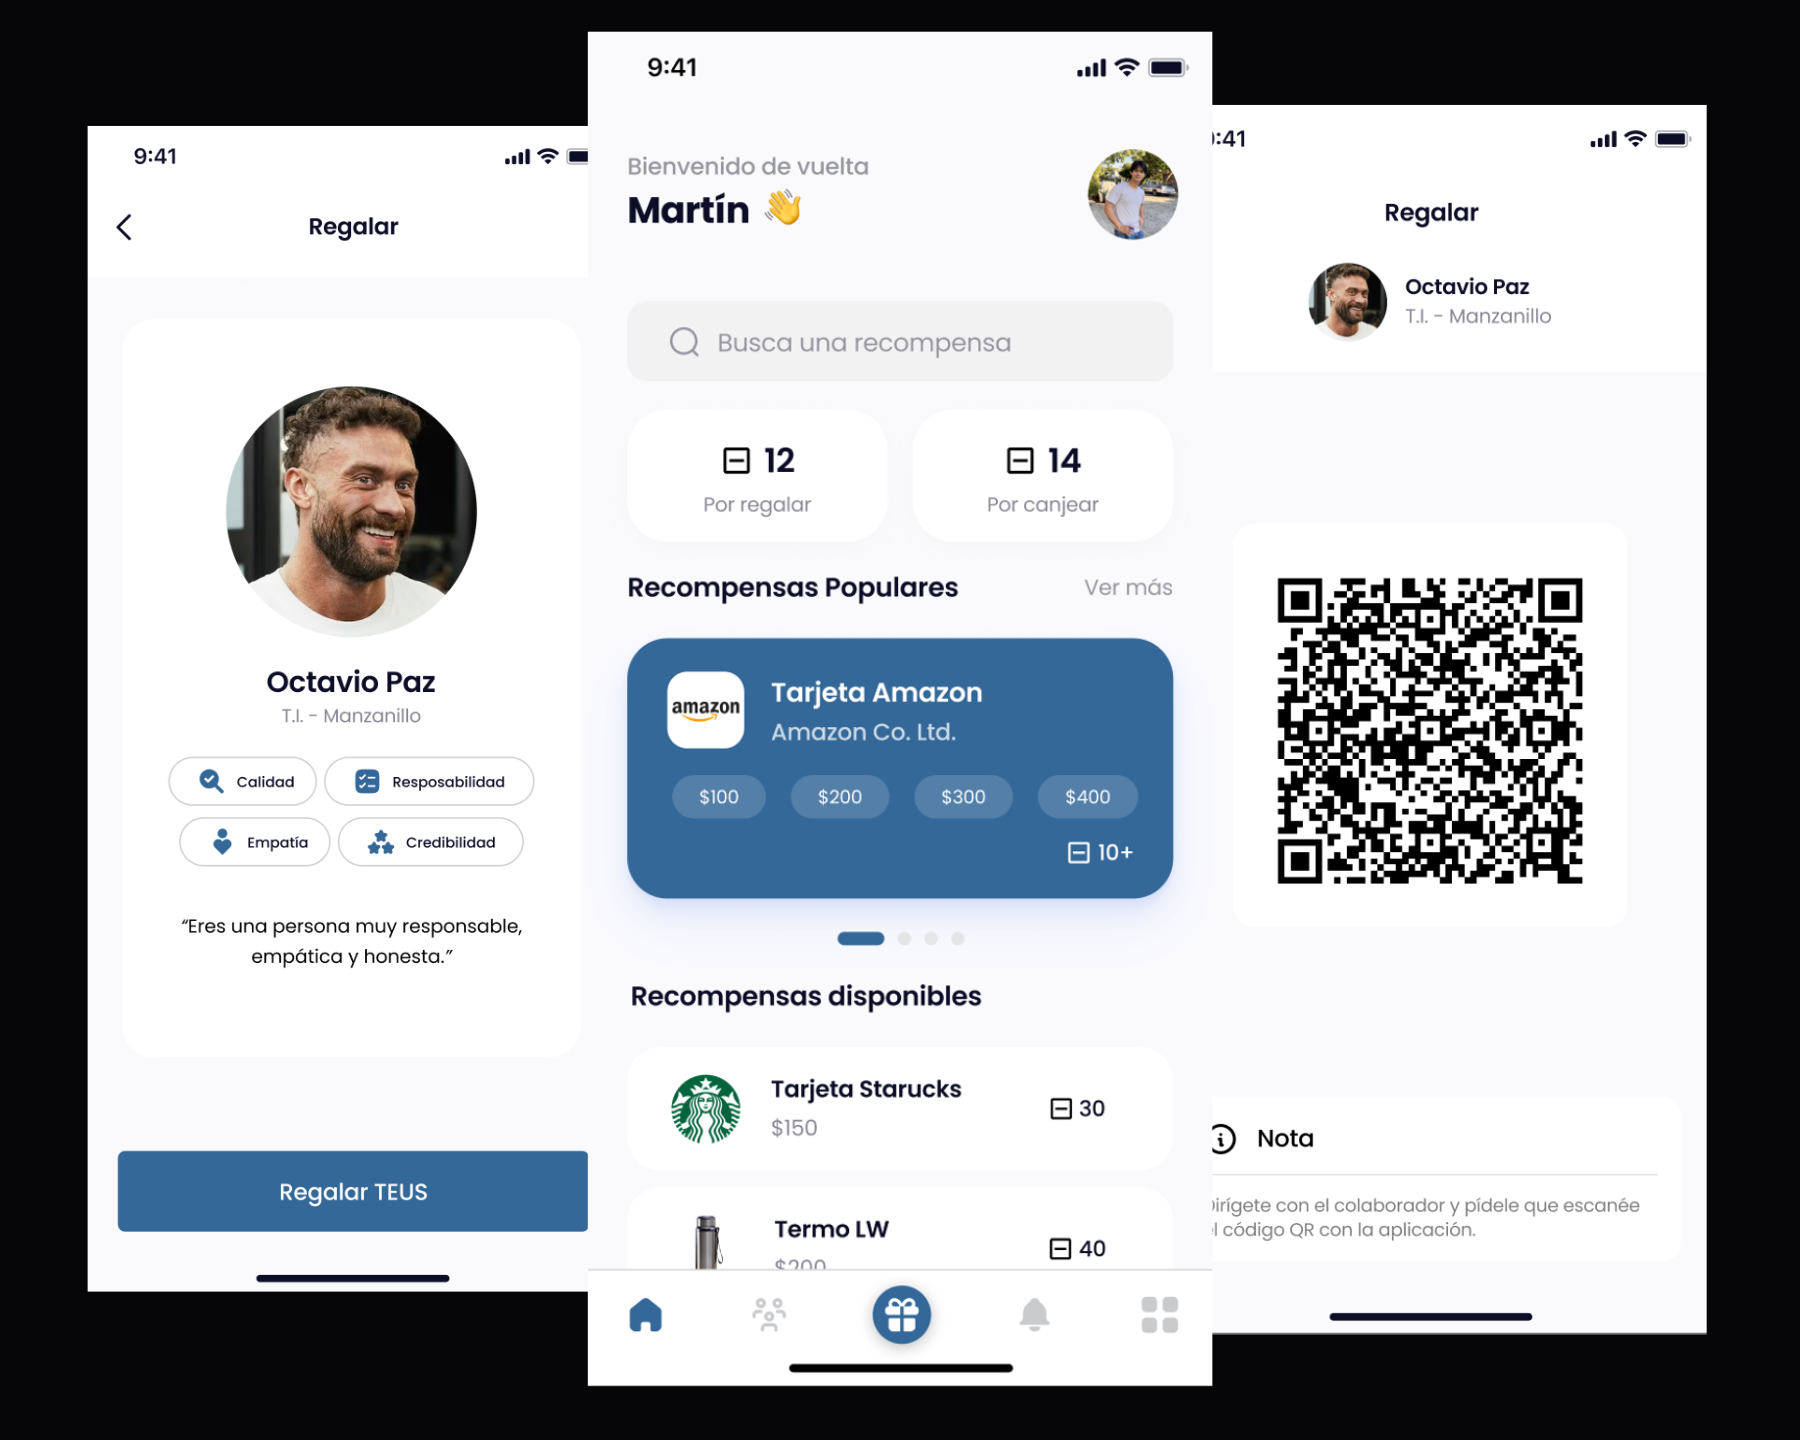 9:41
Regalar
Octavio Paz
T.I. - Manzanillo
Calidad
Resposabilidad
Empatía
Credibilidad
“Eres una persona muy responsable,
empática y honesta.”
Regalar TEUS
9:41
Bienvenido de vuelta
Martín 👋
Busca una recompensa
12
Por regalar
14
Por canjear
Recompensas Populares
Ver más
amazon
Tarjeta Amazon
Amazon Co. Ltd.
$100
$200
$300
$400
10+
Recompensas disponibles
Tarjeta Starucks
$150
30
Termo LW
$200
40
:41
Regalar
Octavio Paz
T.I. - Manzanillo
Nota
irígete con el colaborador y pídele que escanée
l código QR con la aplicación.